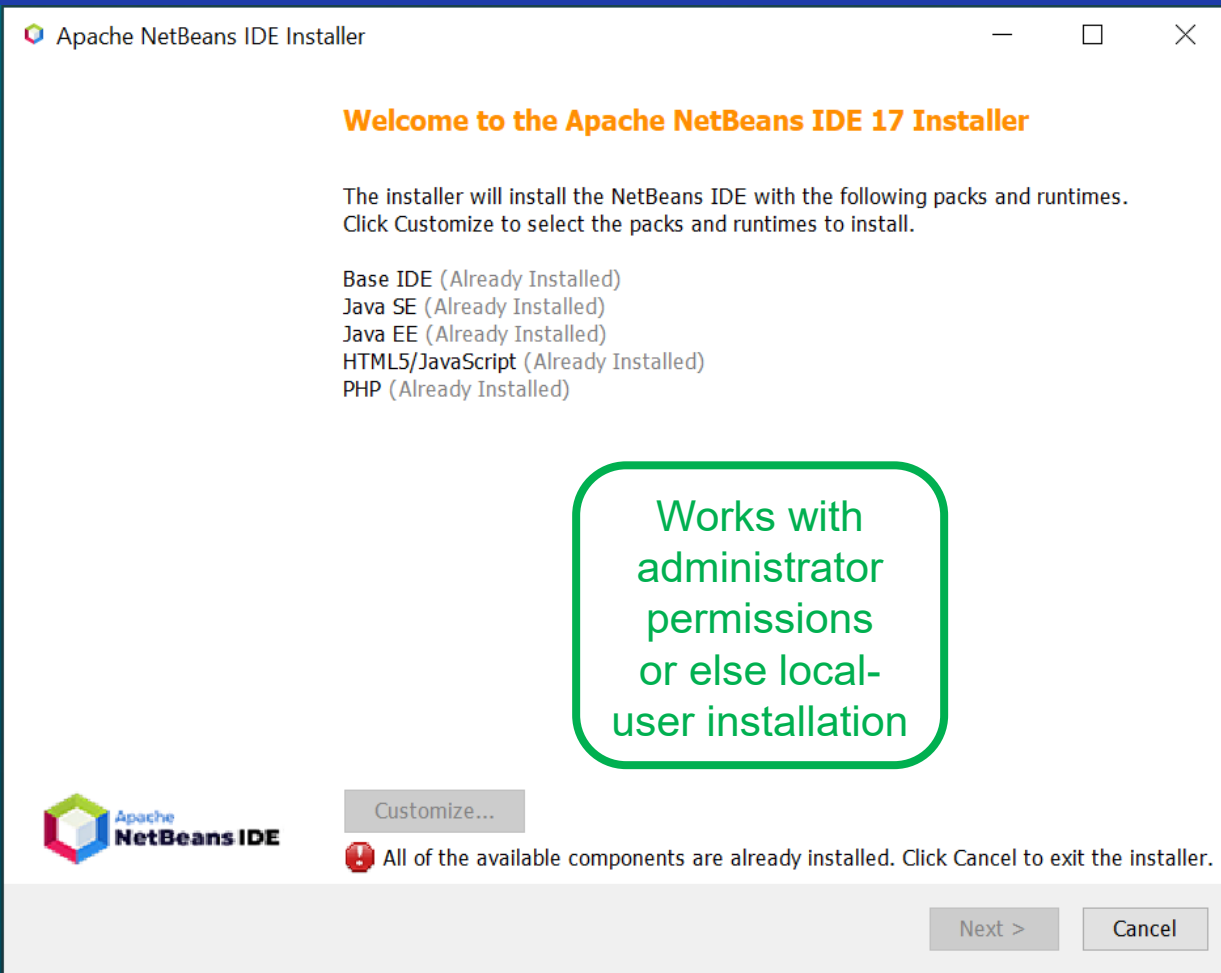 Apache NetBeans IDE Installer
Welcome to the Apache NetBeans IDE 17 Installer
The installer will install the NetBeans IDE with the following packs and runtimes.
Click Customize to select the packs and runtimes to install.
Base IDE (Already Installed)
Java SE (Already Installed)
Java EE (Already Installed)
HTML5/JavaScript (Already Installed)
PHP (Already Installed)
Works with
administrator
permissions
or else local-
user installation
Apache
NetBeans IDE
Customize...
All of the available components are already installed. Click Cancel to exit the installer.
Next >
Cancel